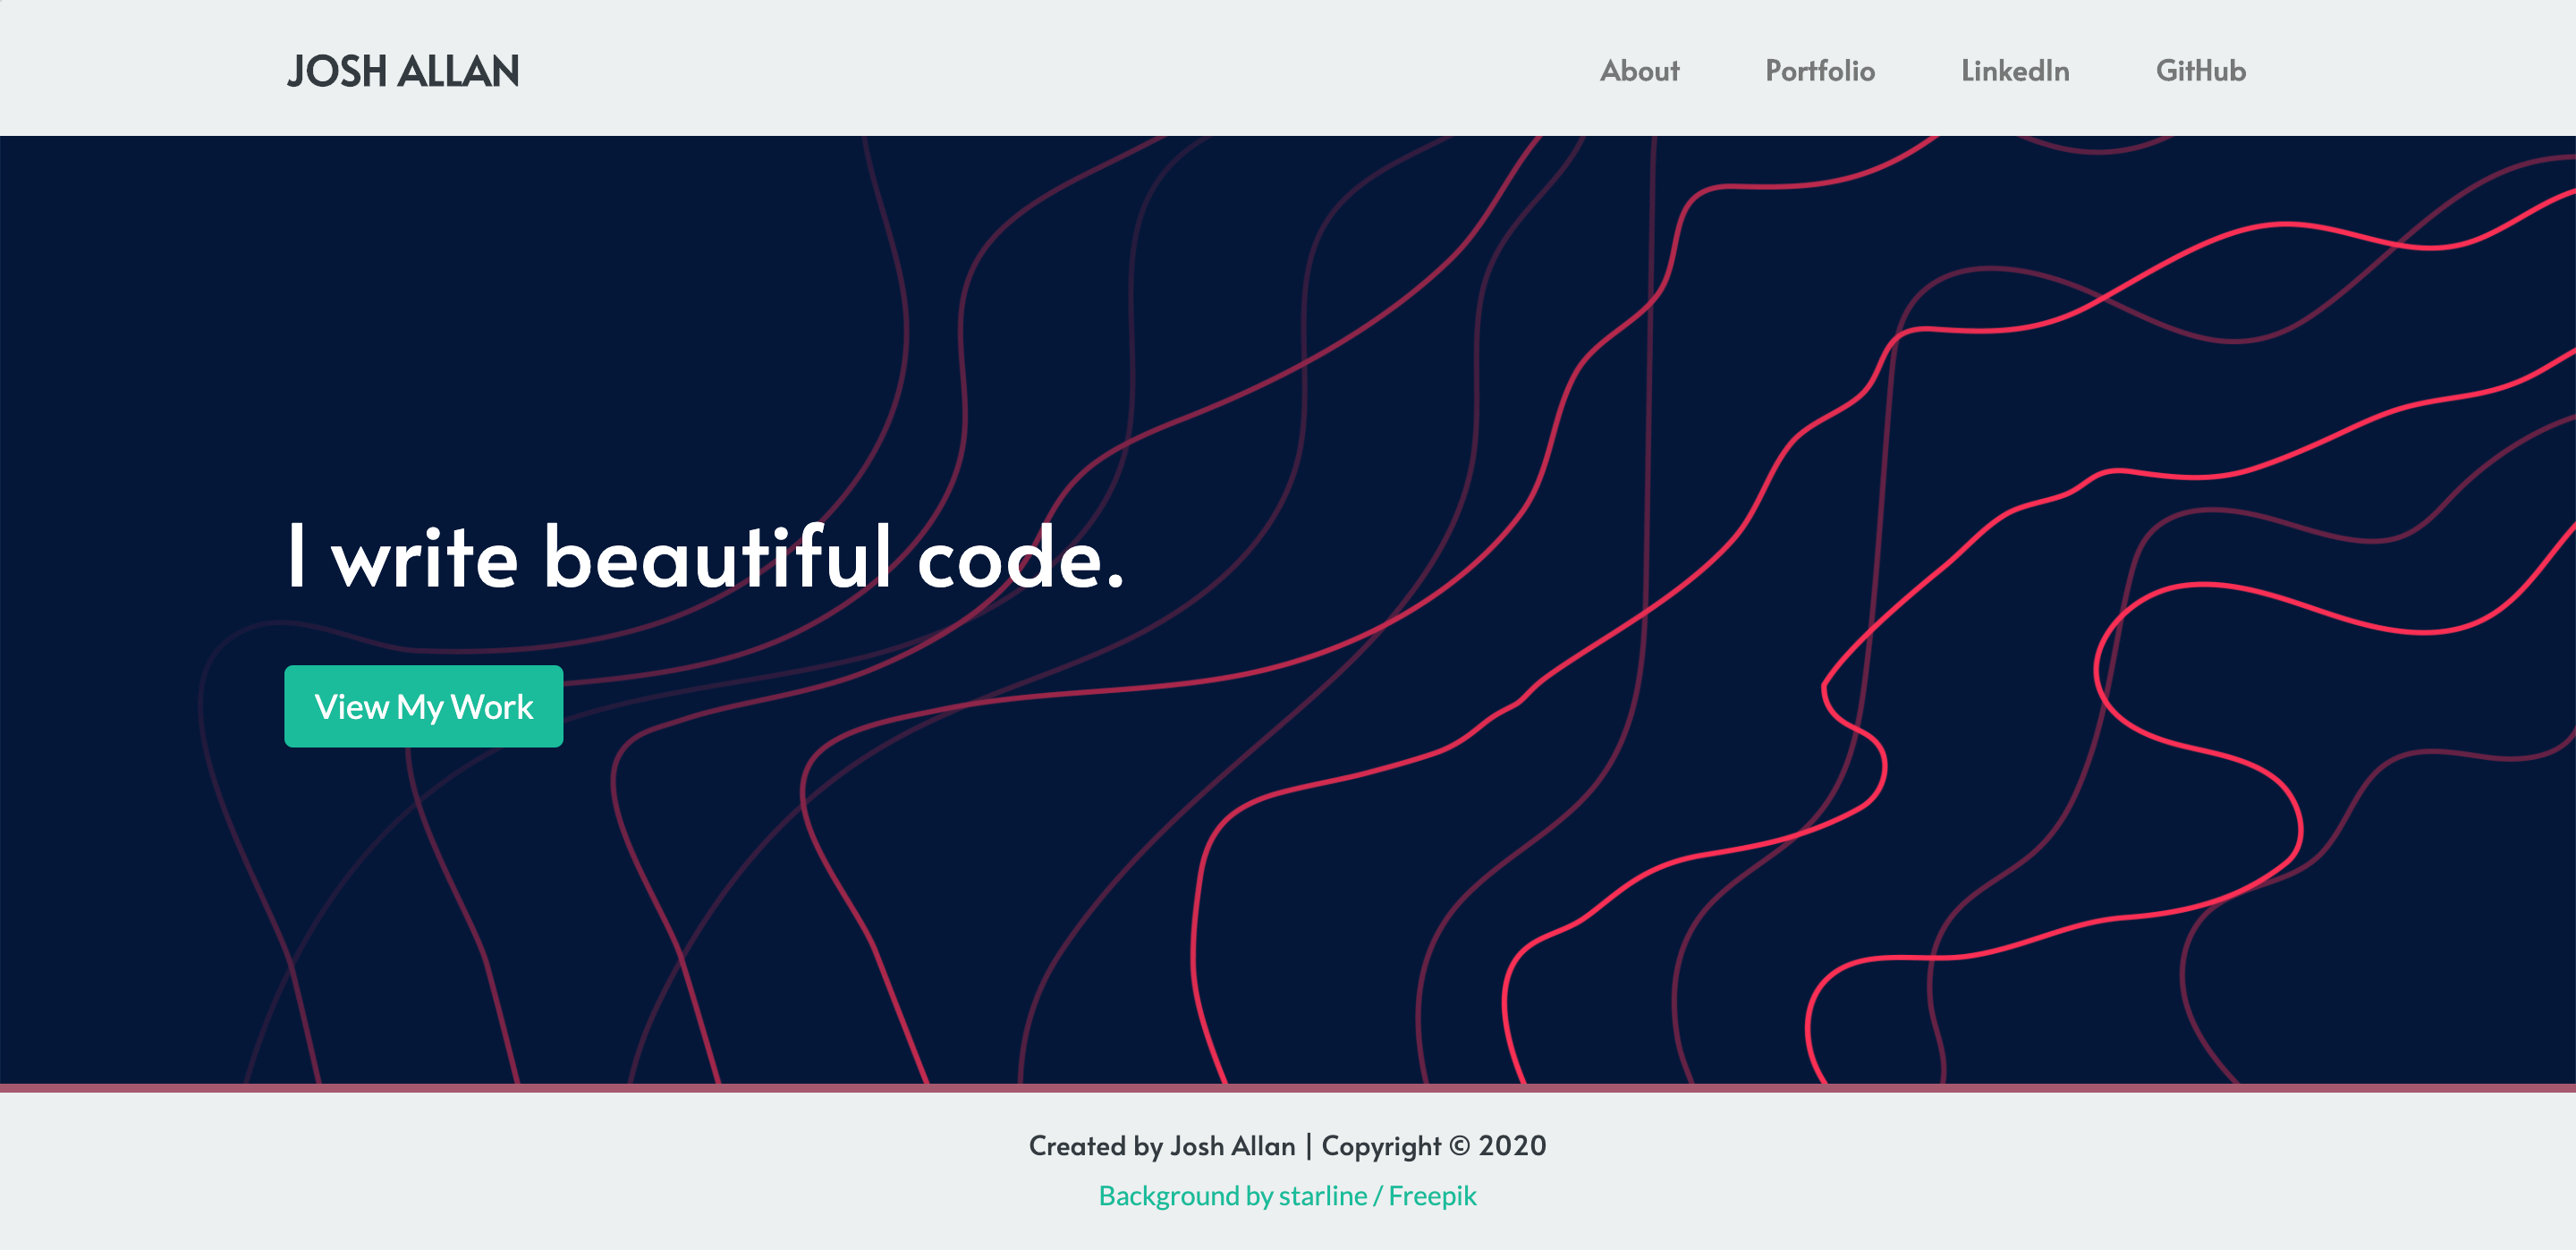 JOSH ALLAN
About Portfolio LinkedIn GitHub
I write beautiful code.
View My Work
Created by Josh Allan | Copyright © 2020
Background by starline / Freepik